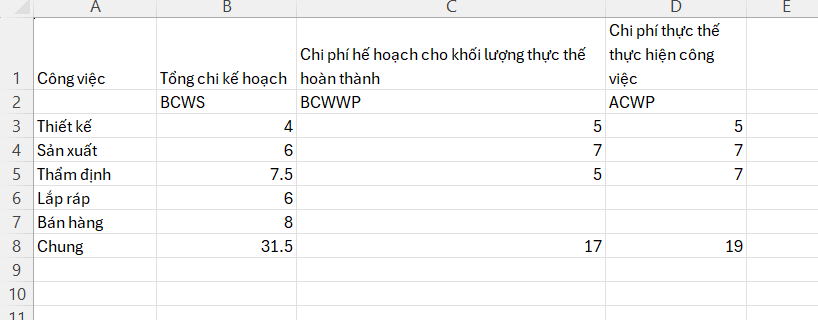 A B C D E
1 Công việc Tổng chi kế hoạch Chi phí hế hoạch cho khối lượng thực thế
hoàn thành Chi phí thực thế
thực hiện công
việc
2 BCWS BCWWP ACWP
3 Thiết kế 4 5 5
4 Sản xuất 6 7 7
5 Thẩm định 7.5 5 7
6 Lắp ráp 6
7 Bán hàng 8
8 Chung 31.5 17 19
9
10
11